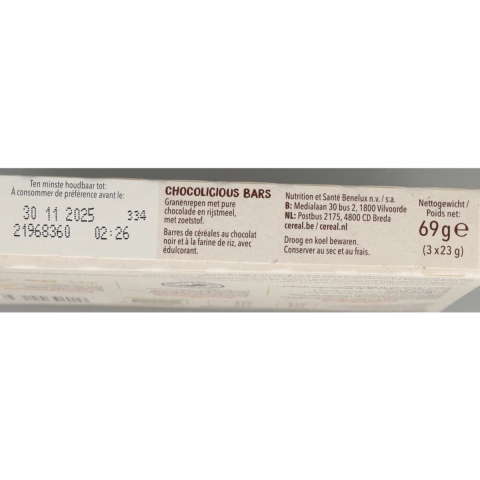 Ten minste houdbaar tot:
À consommer de préférence avant le:
30 11 2025 334
21968360 02:26
CHOCOLICIOUS BARS
Granenrepen met pure
chocolade en rijstmeel,
met zoetstof.
Barres de céréales au chocolat
noir et à la farine de riz, avec
édulcorant.
Nutrition et Santé Benelux n.v. / s.a.
B: Medialaan 30 bus 2, 1800 Vilvoorde
NL: Postbus 2175, 4800 CD Breda
cereal.be / cereal.nl
Droog en koel bewaren.
Conserver au sec et au frais.
Nettogewicht /
Poids net:
69g℮
(3 x 23 g)